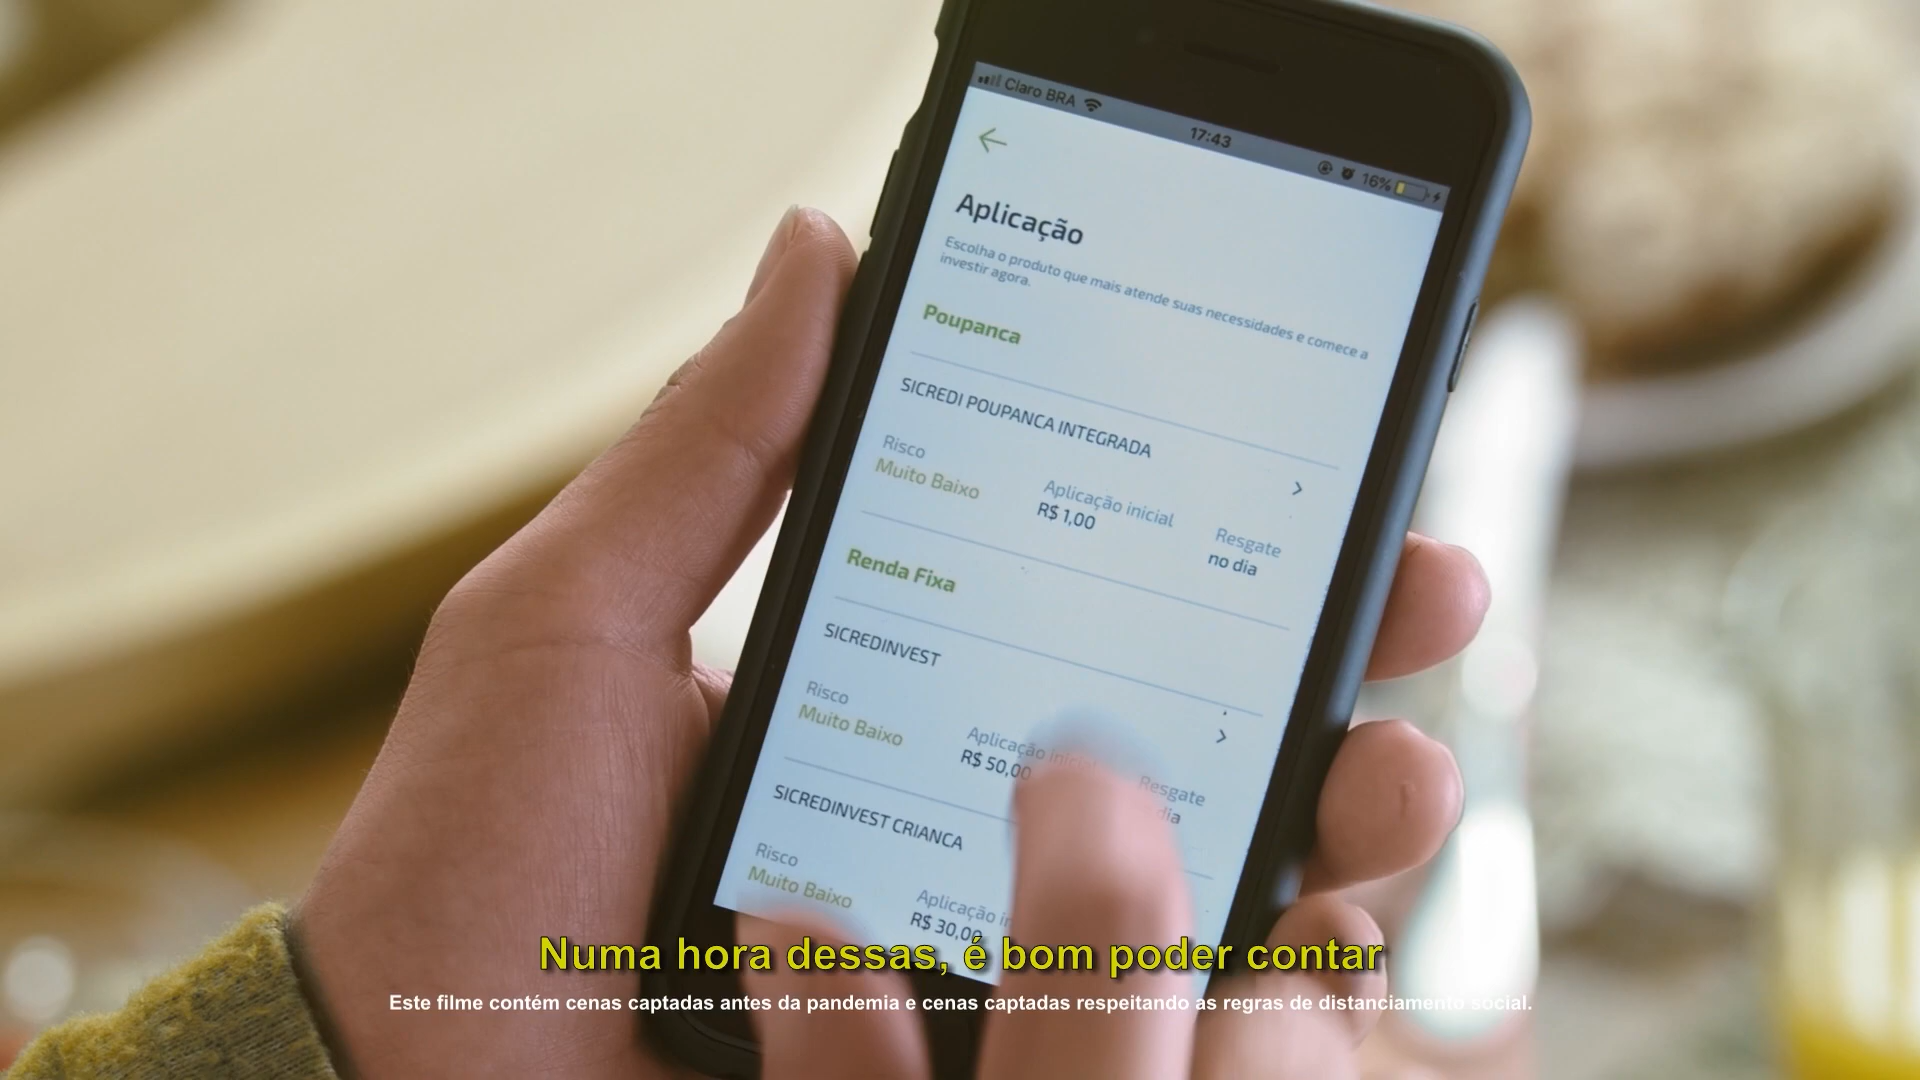 Claro BRA
17:43
16%
Aplicação
Escolha o produto que mais atende suas necessidades e comece a
investir agora.
Poupanca
SICREDI POUPANCA INTEGRADA
Risco
Muito Baixo
Aplicação inicial
R$ 1,00
Resgate
no dia
Renda Fixa
SICREDINVEST
Risco
Muito Baixo
Aplicação inicial
R$ 50,00
Resgate
dia
SICREDINVEST CRIANCA
Risco
Muito Baixo
Aplicação
R$ 30,00
Numa hora dessas, é bom poder contar
Este filme contém cenas captadas antes da pandemia e cenas captadas respeitando as regras de distanciamento social.